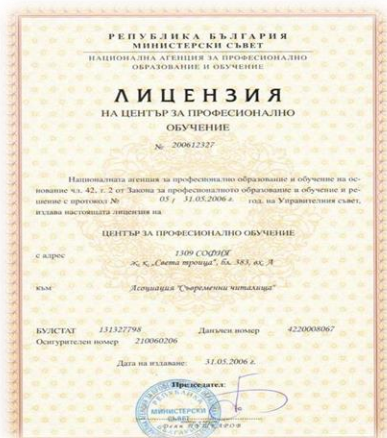 РЕПУБЛИКА БЪЛГАРИЯ
МИНИСТЕРСКИ СЪВЕТ
НАЦИОНАЛНА АГЕНЦИЯ ЗА ПРОФЕСИОНАЛНО
ОБРАЗОВАНИЕ И ОБУЧЕНИЕ
ЛИЦЕНЗИЯ
НА ЦЕНТЪР ЗА ПРОФЕСИОНАЛНО
ОБУЧЕНИЕ
№ 200612327
Националната агенция за професионално образование и обучение на ос-
нование чл. 42, т. 2 от Закона за професионалното образование и обучение и ре-
шение с протокол № 05 / 31.05.2006 г. год. на Управителния съвет,
издава настоящата лицензия на
ЦЕНТЪР ЗА ПРОФЕСИОНАЛНО ОБУЧЕНИЕ
с адрес 1309 СОФИЯ
ж. к. „Света троица", бл. 383, вх. А
към Асоциация "Съвременни читалища"
БУЛСТАТ 131327798 Данъчен номер 4220008067
Осигурителен номер 210060206
Дата на издаване: 31.05.2006 г.
Председател:
МИНИСТЕРСКИ
СЪВЕТ